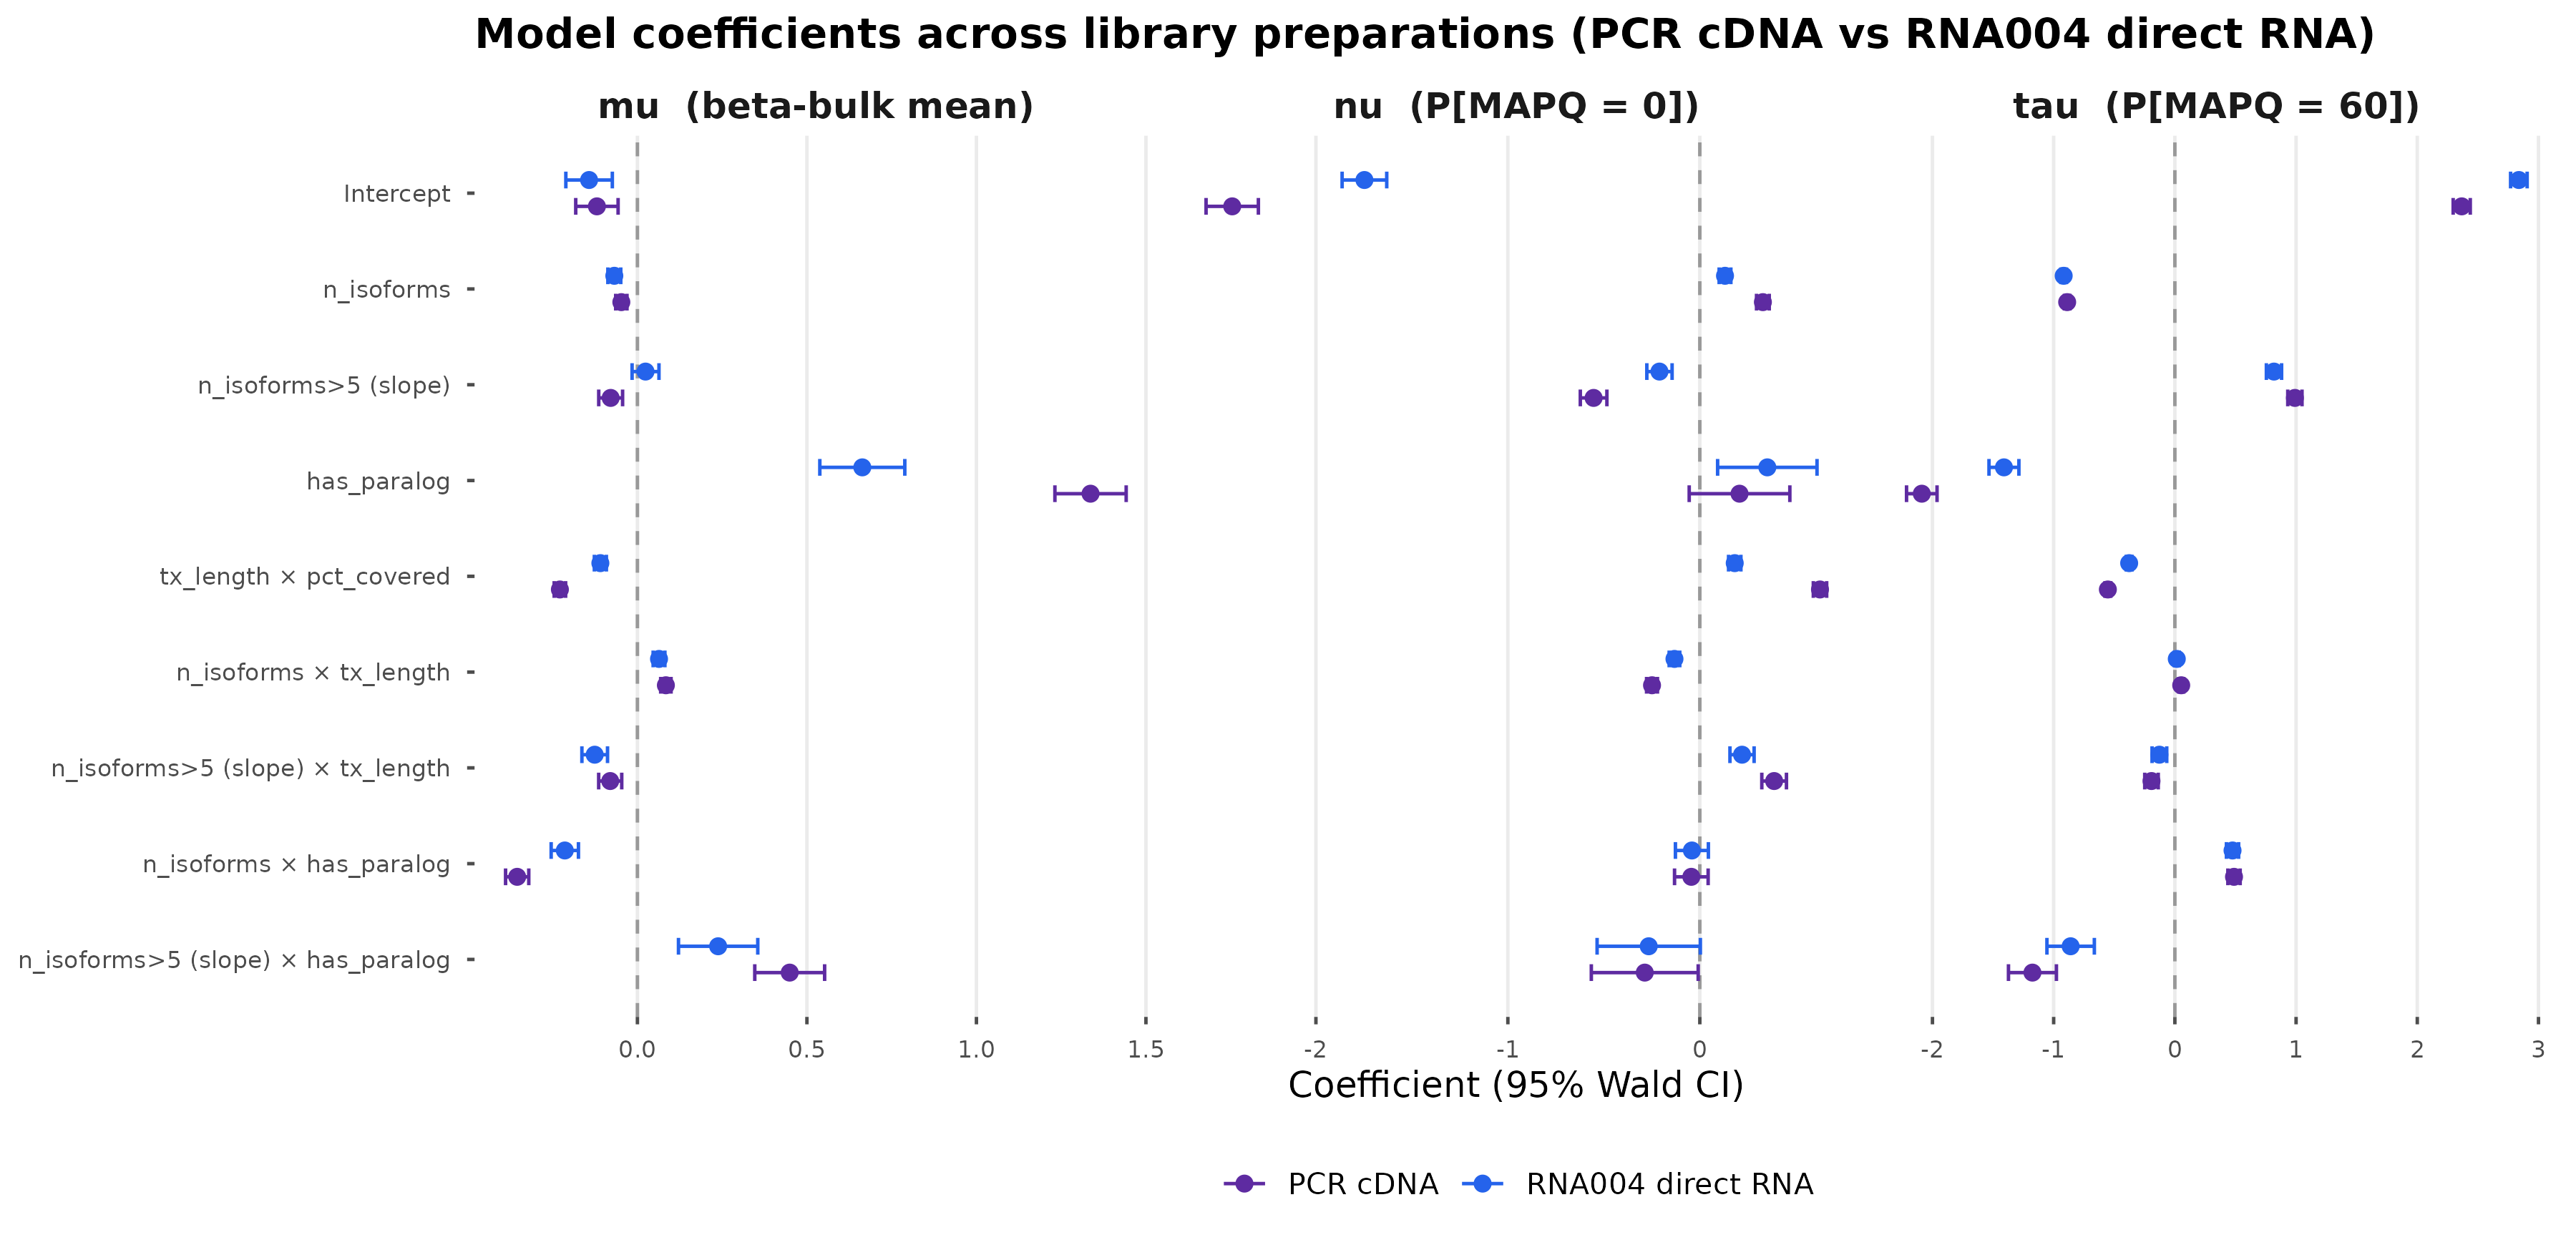 Model coefficients across library preparations (PCR cDNA vs RNA004 direct RNA)
mu  (beta-bulk mean)
nu  (P[MAPQ = 0])
tau  (P[MAPQ = 60])
Intercept
n_isoforms
n_isoforms>5 (slope)
has_paralog
tx_length × pct_covered
n_isoforms × tx_length
n_isoforms>5 (slope) × tx_length
n_isoforms × has_paralog
n_isoforms>5 (slope) × has_paralog
0.0 0.5 1.0 1.5 -2 -1 0 -2 -1 0 1 2 3
Coefficient (95% Wald CI)
PCR cDNA RNA004 direct RNA